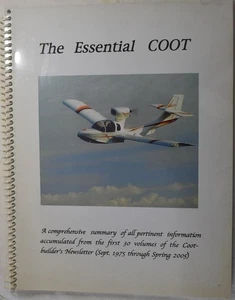 The Essential COOT
A comprehensive summary of all pertinent information
accumulated from the first 30 volumes of the Coot-
builder's Newsletter (Sept. 1975 through Spring 2005)